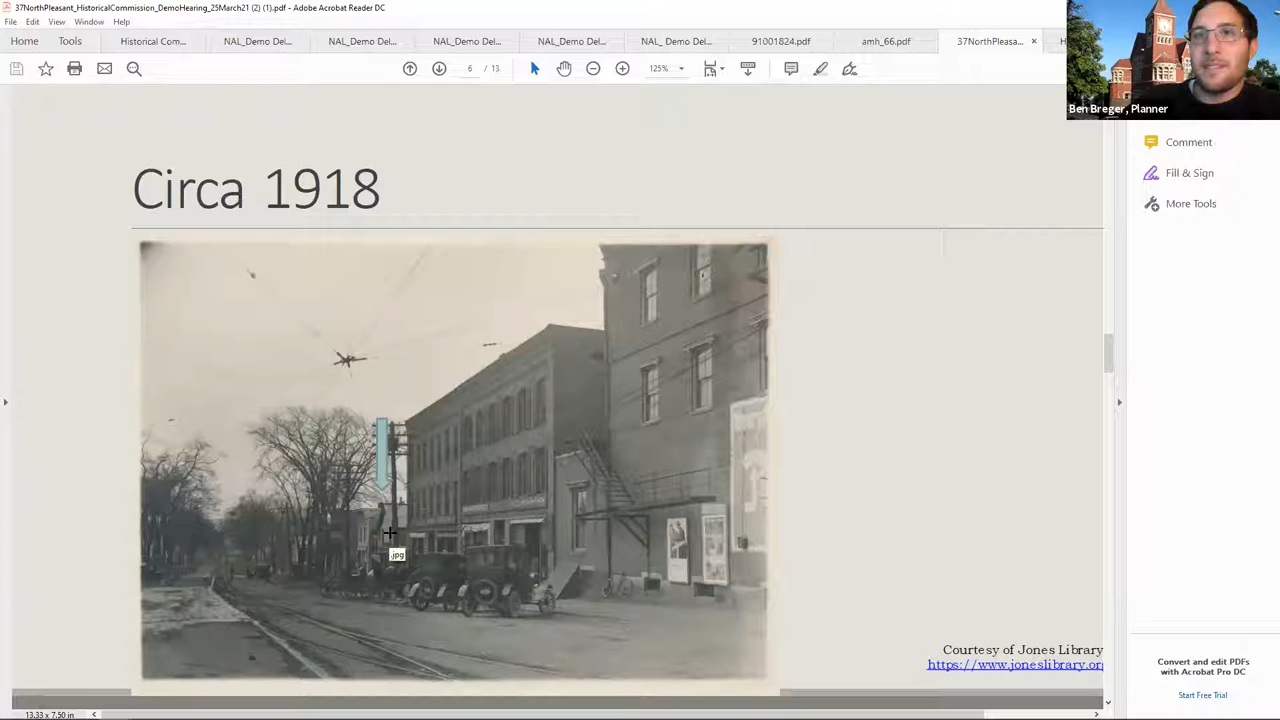 37NorthPleasant_HistoricalCommission_DemoHearing_25March21 (2) (1).pdf - Adobe Acrobat Reader DC
File Edit View Window Help
Home Tools Historical Com... NAL_Demo Del... NAL_Demo Del... NAL_Demo Del... NAL_Demo Del... NAL_ Demo Del... 91001824.pdf amh_66.pdf 37NorthPleasa... ×
6 / 13 125%
Ben Breger, Planner
Comment
Fill & Sign
More Tools
Circa 1918
.jpg
Courtesy of Jones Library
https://www.joneslibrary.org
Convert and edit PDFs
with Acrobat Pro DC
Start Free Trial
13.33 x 7.50 in